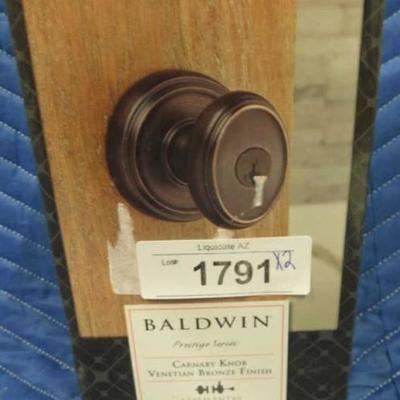 Liquidate AZ
Lot#
1791 x2
BALDWIN
Prestige Series
CARNABY KNOB
VENETIAN BRONZE FINISH